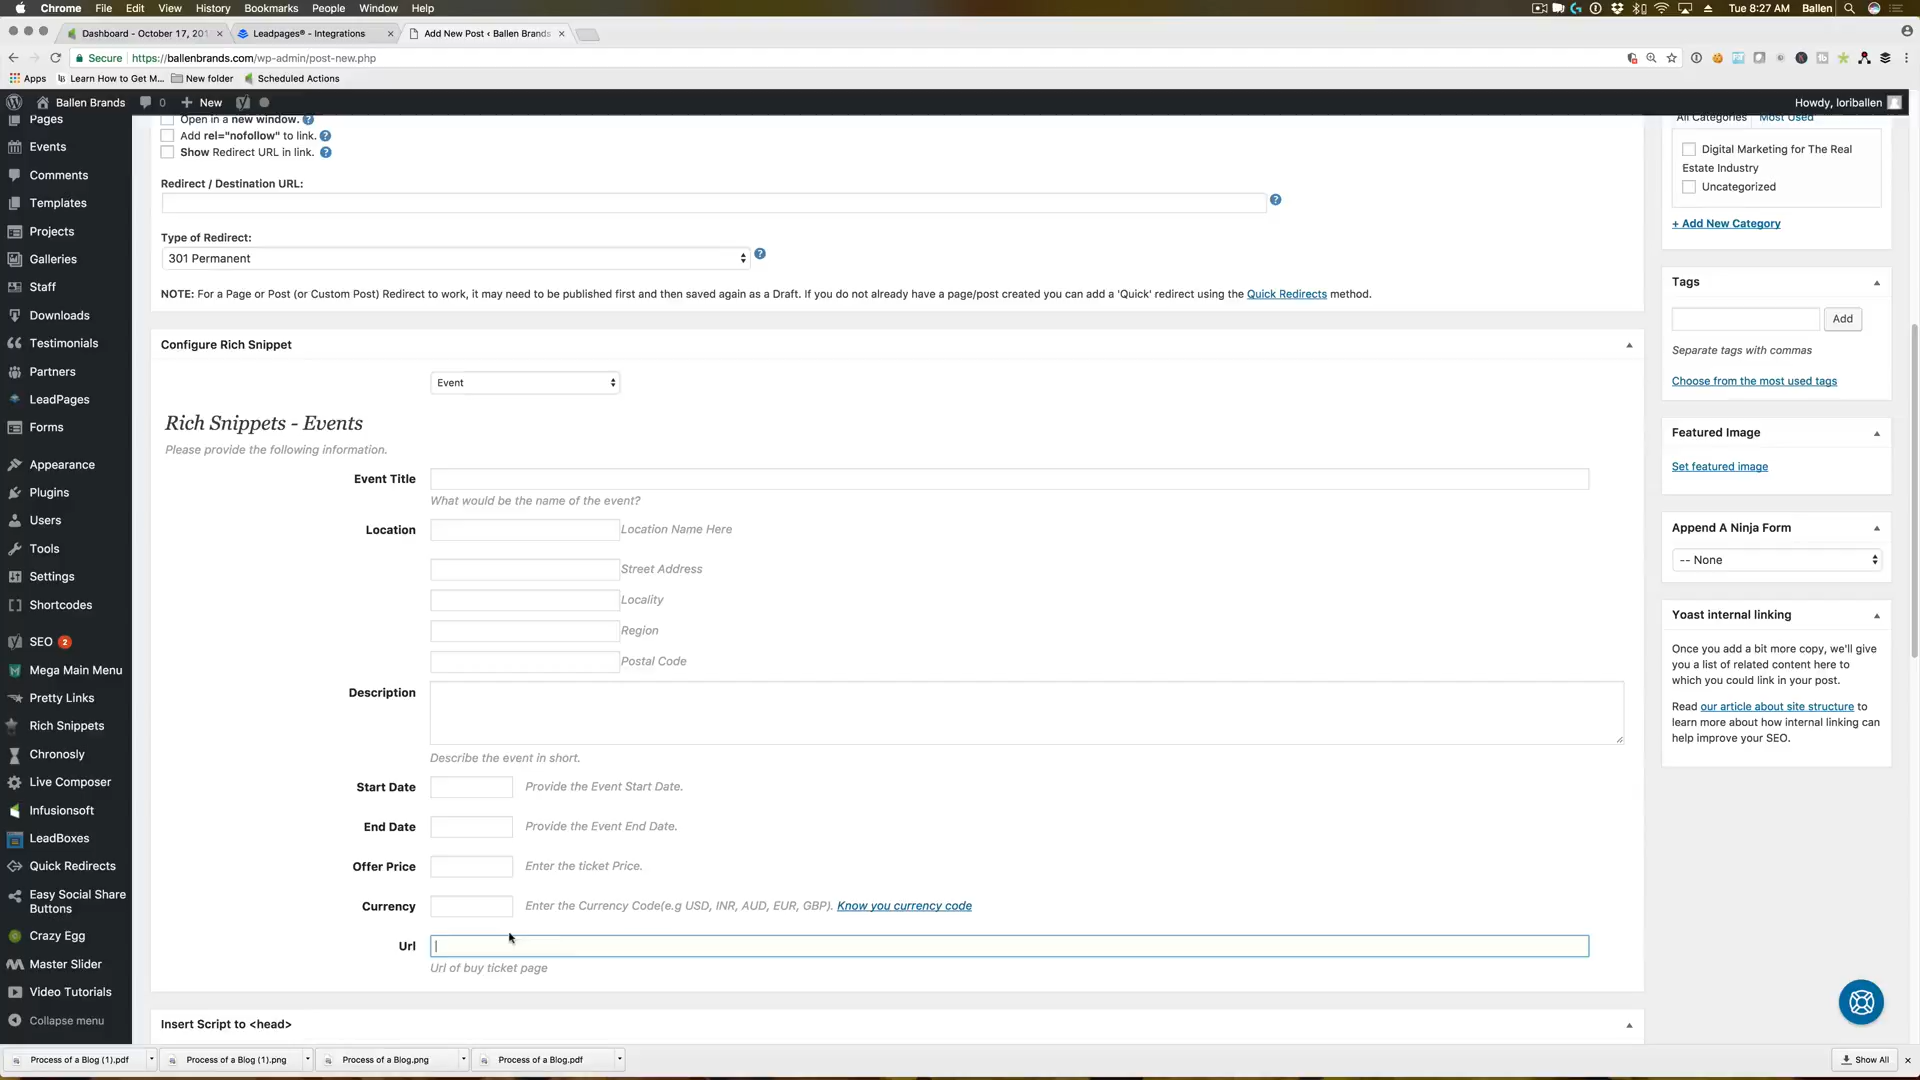 Chrome File Edit View History Bookmarks People Window Help
Tue 8:27 AM Ballen
Dashboard - October 17, 201
Leadpages® - Integrations
Add New Post ‹ Ballen Brands
Secure https://ballenbrands.com/wp-admin/post-new.php
Apps Learn How to Get M... New folder Scheduled Actions
Ballen Brands 0 New
Howdy, loriballen
Pages
Events
Comments
Templates
Projects
Galleries
Staff
Downloads
Testimonials
Partners
LeadPages
Forms
Appearance
Plugins
Users
Tools
Settings
Shortcodes
SEO 2
Mega Main Menu
Pretty Links
Rich Snippets
Chronosly
Live Composer
Infusionsoft
LeadBoxes
Quick Redirects
Easy Social Share
Buttons
Crazy Egg
Master Slider
Video Tutorials
Collapse menu
Open in a new window.
Add rel="nofollow" to link.
Show Redirect URL in link.
Redirect / Destination URL:
Type of Redirect:
301 Permanent
NOTE: For a Page or Post (or Custom Post) Redirect to work, it may need to be published first and then saved again as a Draft. If you do not already have a page/post created you can add a 'Quick' redirect using the Quick Redirects method.
Configure Rich Snippet
Event
Rich Snippets - Events
Please provide the following information.
Event Title
What would be the name of the event?
Location Location Name Here
Street Address
Locality
Region
Postal Code
Description
Describe the event in short.
Start Date Provide the Event Start Date.
End Date Provide the Event End Date.
Offer Price Enter the ticket Price.
Currency Enter the Currency Code(e.g USD, INR, AUD, EUR, GBP). Know you currency code
Url
Url of buy ticket page
Insert Script to <head>
All Categories Most Used
Digital Marketing for The Real
Estate Industry
Uncategorized
+ Add New Category
Tags
Add
Separate tags with commas
Choose from the most used tags
Featured Image
Set featured image
Append A Ninja Form
-- None
Yoast internal linking
Once you add a bit more copy, we'll give
you a list of related content here to
which you could link in your post.
Read our article about site structure to
learn more about how internal linking can
help improve your SEO.
Process of a Blog (1).pdf
Process of a Blog (1).png
Process of a Blog.png
Process of a Blog.pdf
Show All